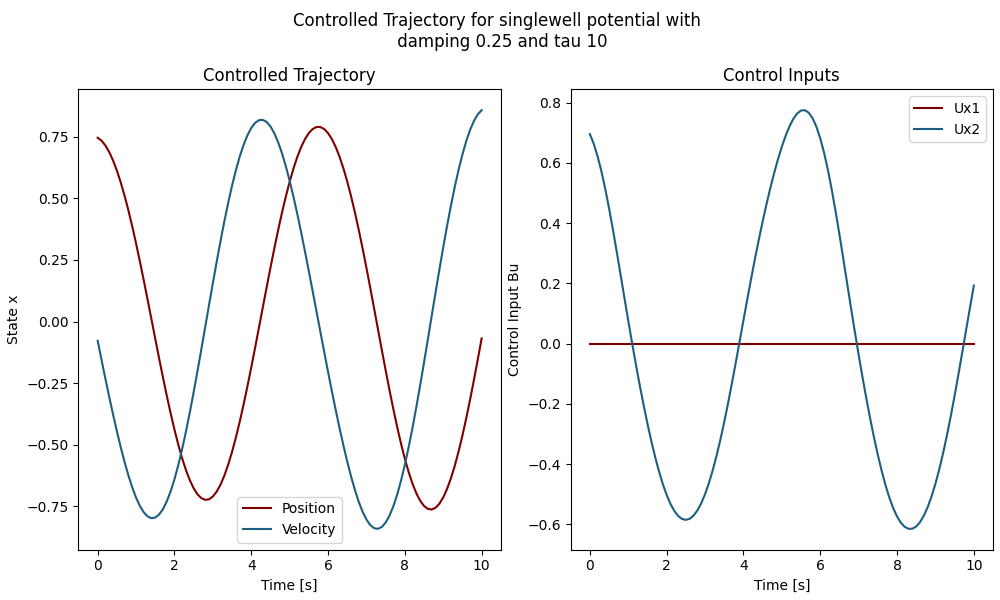 Controlled Trajectory for singlewell potential with
damping 0.25 and tau 10
Controlled Trajectory
State x
0.75
0.50
0.25
0.00
−0.25
−0.50
−0.75
Position
Velocity
0
2
4
6
8
10
Time [s]
Control Inputs
Control Input Bu
0.8
0.6
0.4
0.2
0.0
−0.2
−0.4
−0.6
Ux1
Ux2
0
2
4
6
8
10
Time [s]